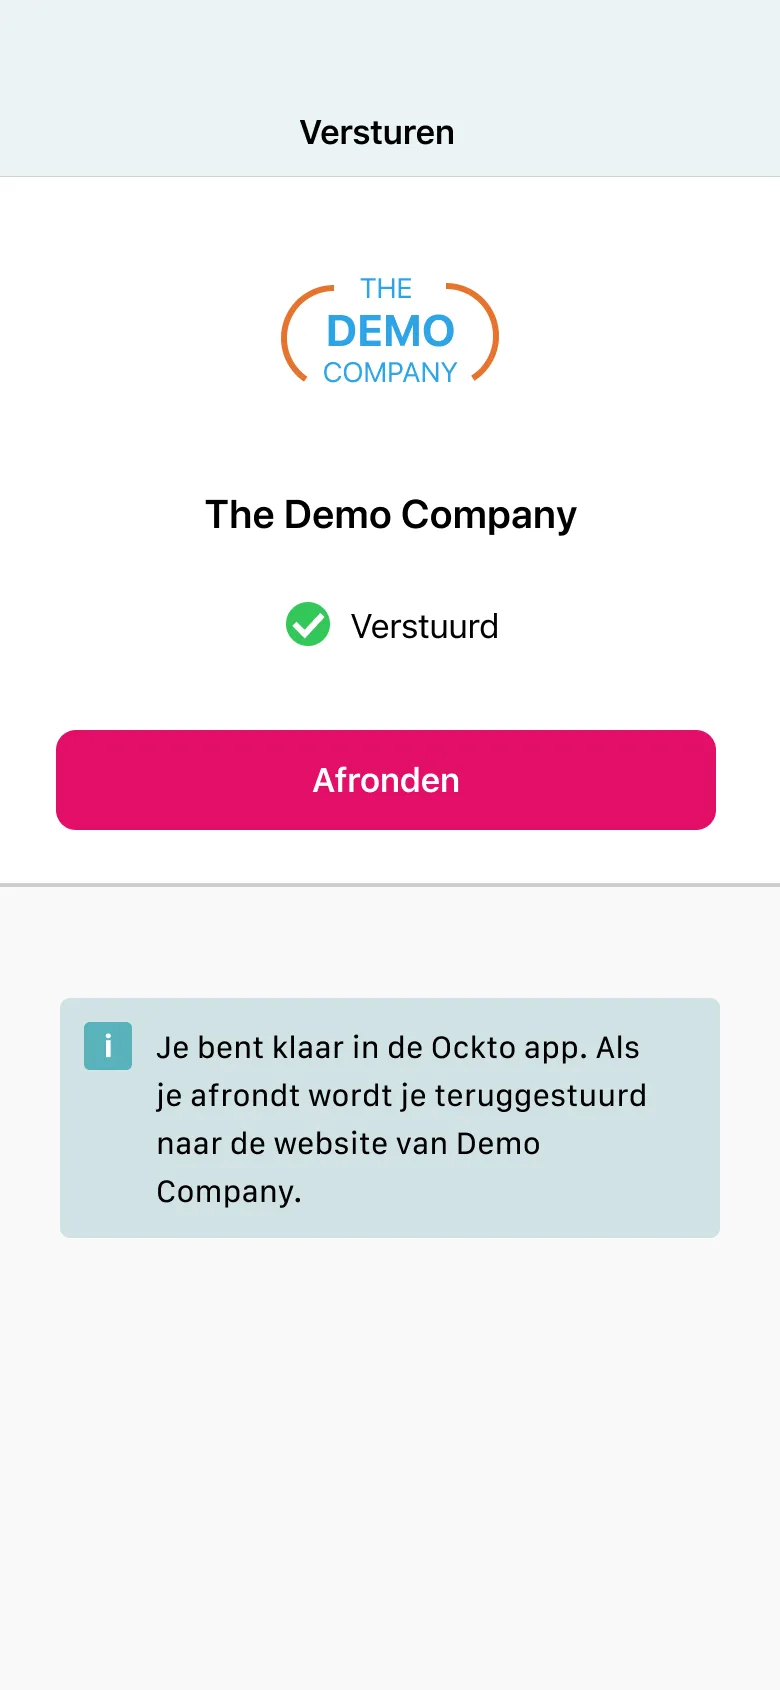 Versturen
THE
DEMO
COMPANY
The Demo Company
Verstuurd
Afronden
i
Je bent klaar in de Ockto app. Als
je afrondt wordt je teruggestuurd
naar de website van Demo
Company.